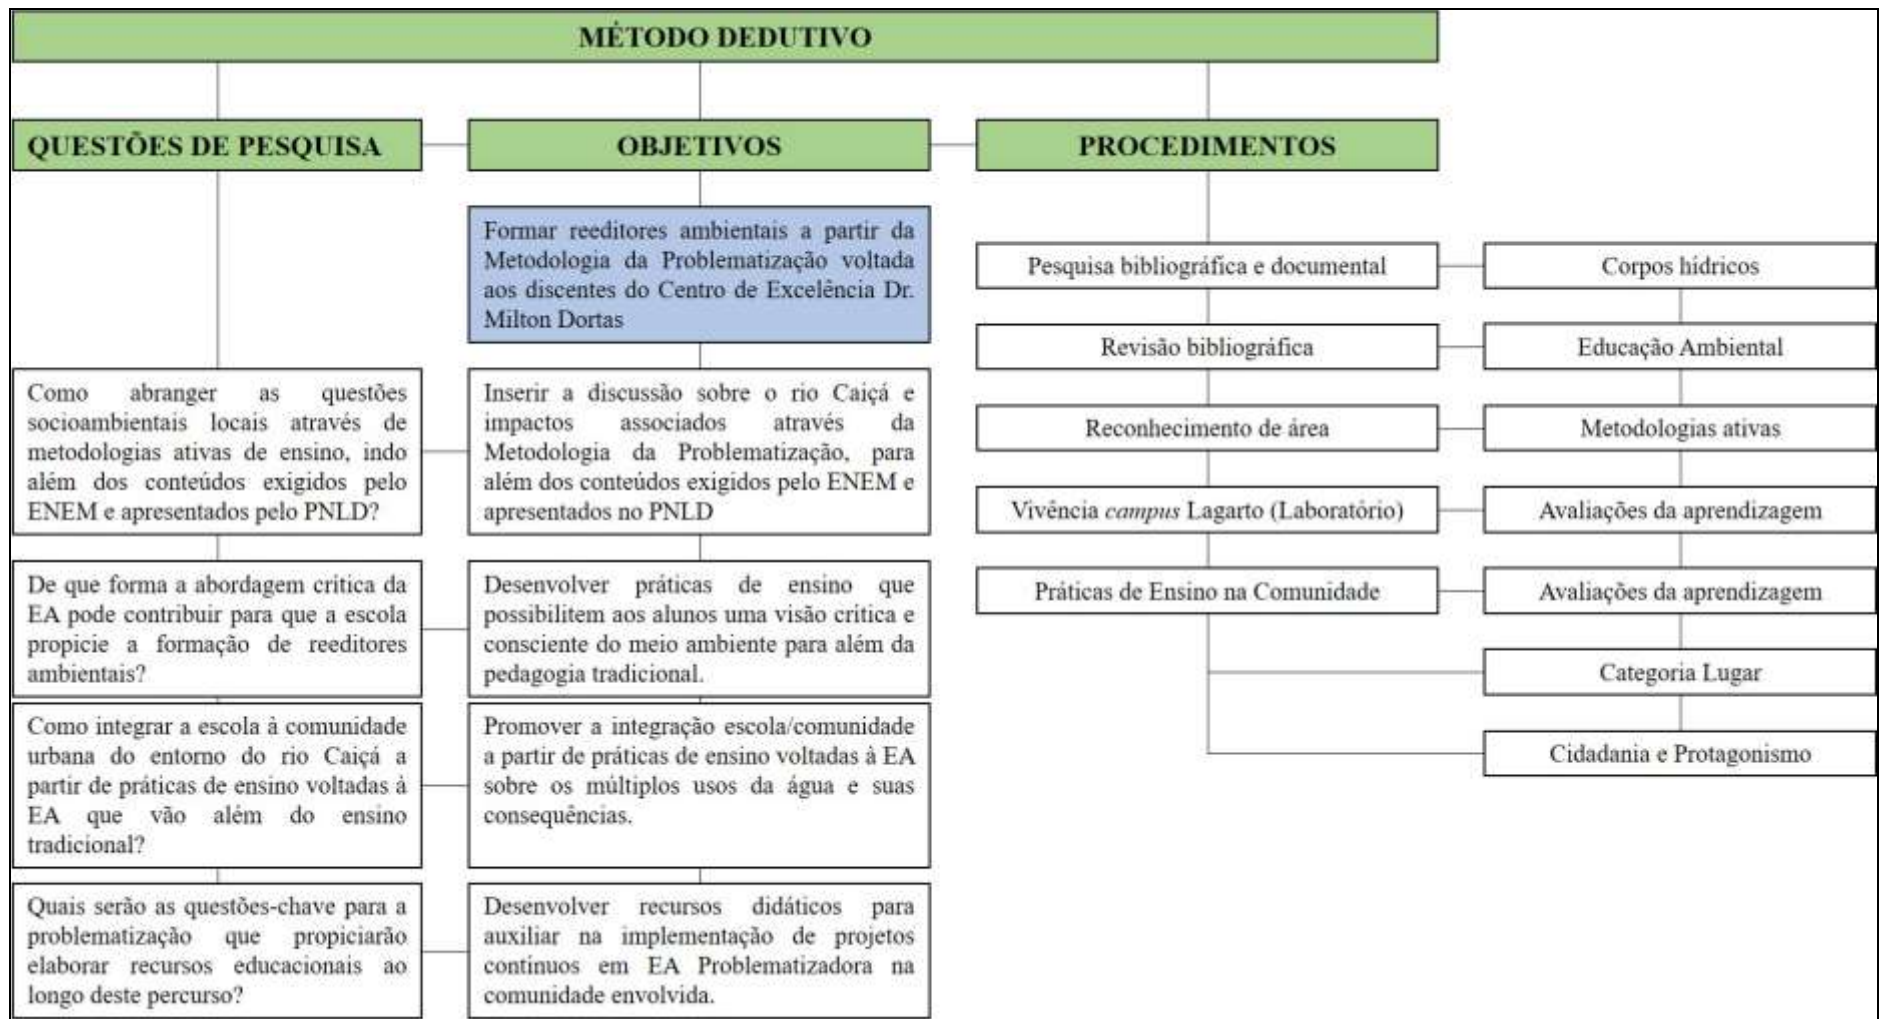 MÉTODO DEDUTIVO
QUESTÕES DE PESQUISA
OBJETIVOS
PROCEDIMENTOS
Formar reeditores ambientais a partir da
Metodologia da Problematização voltada
aos discentes do Centro de Excelência Dr.
Milton Dortas
Como abranger as questões
socioambientais locais através de
metodologias ativas de ensino, indo
além dos conteúdos exigidos pelo
ENEM e apresentados pelo PNLD?
Inserir a discussão sobre o rio Caiçá e
impactos associados através da
Metodologia da Problematização, para
além dos conteúdos exigidos pelo ENEM e
apresentados no PNLD
De que forma a abordagem crítica da
EA pode contribuir para que a escola
propicie a formação de reeditores
ambientais?
Desenvolver práticas de ensino que
possibilitem aos alunos uma visão crítica e
consciente do meio ambiente para além da
pedagogia tradicional.
Como integrar a escola à comunidade
urbana do entorno do rio Caiçá a
partir de práticas de ensino voltadas à
EA que vão além do ensino
tradicional?
Promover a integração escola/comunidade
a partir de práticas de ensino voltadas à EA
sobre os múltiplos usos da água e suas
consequências.
Quais serão as questões-chave para a
problematização que propiciarão
elaborar recursos educacionais ao
longo deste percurso?
Desenvolver recursos didáticos para
auxiliar na implementação de projetos
contínuos em EA Problematizadora na
comunidade envolvida.
Pesquisa bibliográfica e documental
Corpos hídricos
Revisão bibliográfica
Educação Ambiental
Reconhecimento de área
Metodologias ativas
Vivência campus Lagarto (Laboratório)
Avaliações da aprendizagem
Práticas de Ensino na Comunidade
Avaliações da aprendizagem
Categoria Lugar
Cidadania e Protagonismo